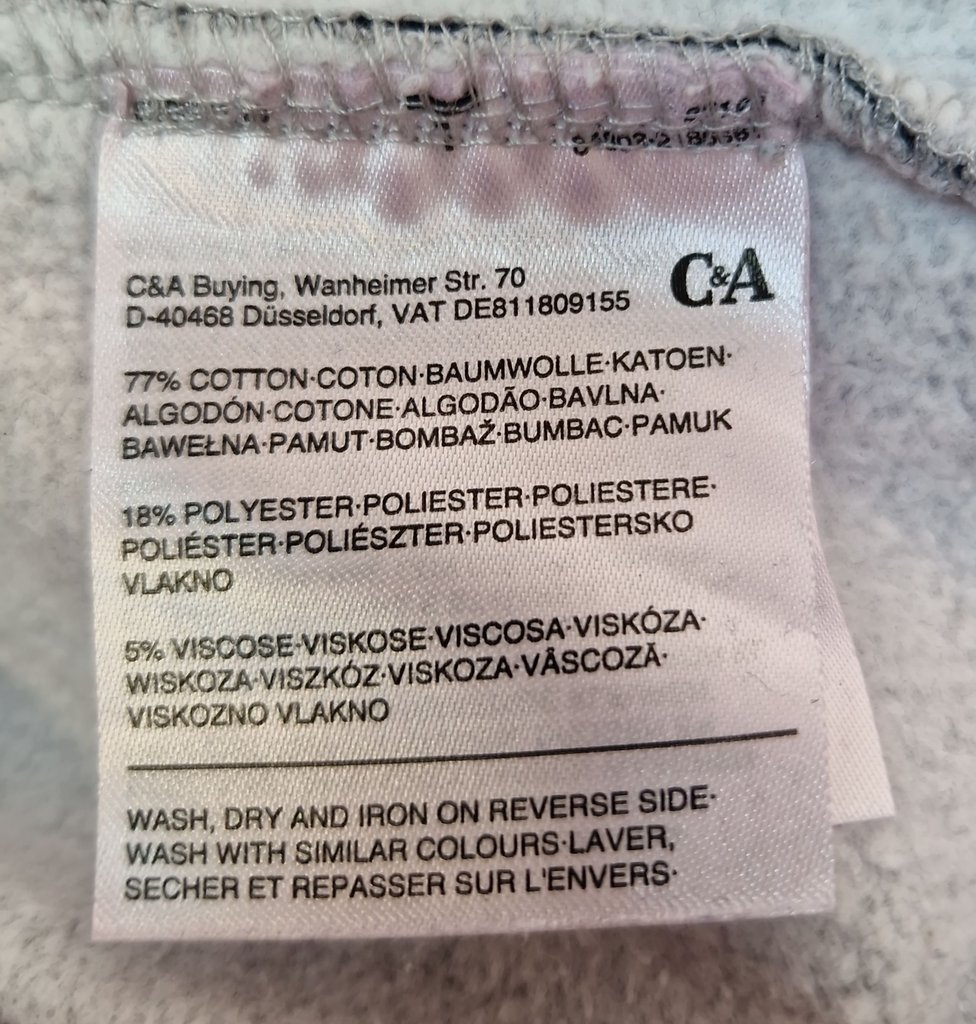 C&A Buying, Wanheimer Str. 70
D-40468 Düsseldorf, VAT DE811809155
C&A
77% COTTON·COTON·BAUMWOLLE·KATOEN·
ALGODÓN·COTONE·ALGODÃO·BAVLNA·
BAWEŁNA·PAMUT·BOMBAŽ·BUMBAC·PAMUK
18% POLYESTER·POLIESTER·POLIESTERE·
POLIÉSTER·POLIÉSZTER·POLIESTERSKO
VLAKNO
5% VISCOSE·VISKOSE·VISCOSA·VISKÓZA·
WISKOZA·VISZKÓZ·VISKOZA·VÂSCOZĂ·
VISKOZNO VLAKNO
WASH, DRY AND IRON ON REVERSE SIDE·
WASH WITH SIMILAR COLOURS·LAVER,
SECHER ET REPASSER SUR L'ENVERS·